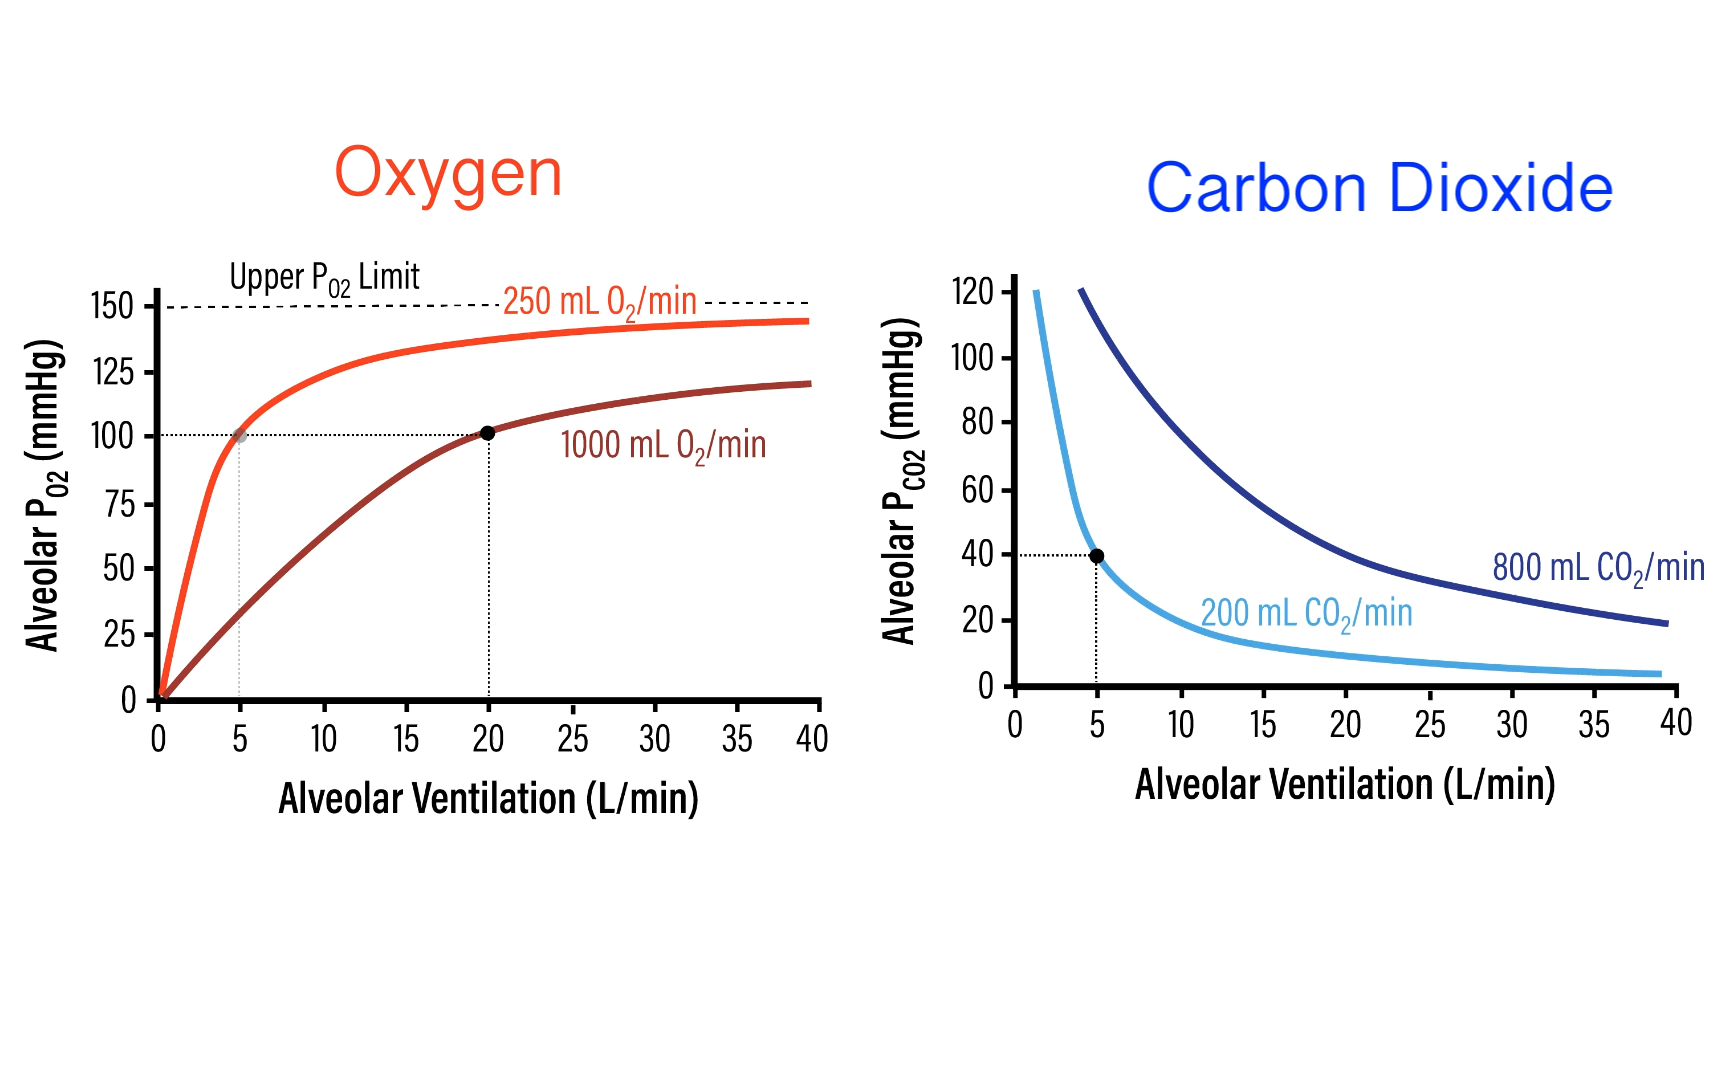 Oxygen
Upper PO2 Limit
250 mL O2/min
1000 mL O2/min
150
125
100
75
50
25
0
Alveolar PO2 (mmHg)
0 5 10 15 20 25 30 35 40
Alveolar Ventilation (L/min)
Carbon Dioxide
120
100
80
60
40
20
0
Alveolar PCO2 (mmHg)
800 mL CO2/min
200 mL CO2/min
0 5 10 15 20 25 30 35 40
Alveolar Ventilation (L/min)